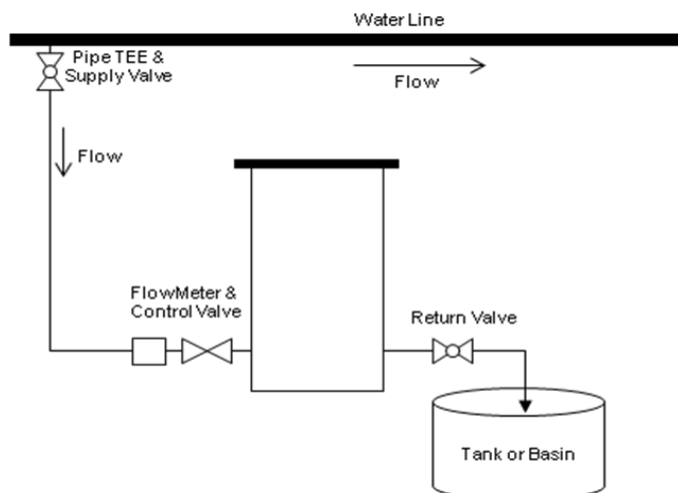 Water Line
Pipe TEE &
Supply Valve
Flow
Flow
FlowMeter &
Control Valve
Return Valve
Tank or Basin